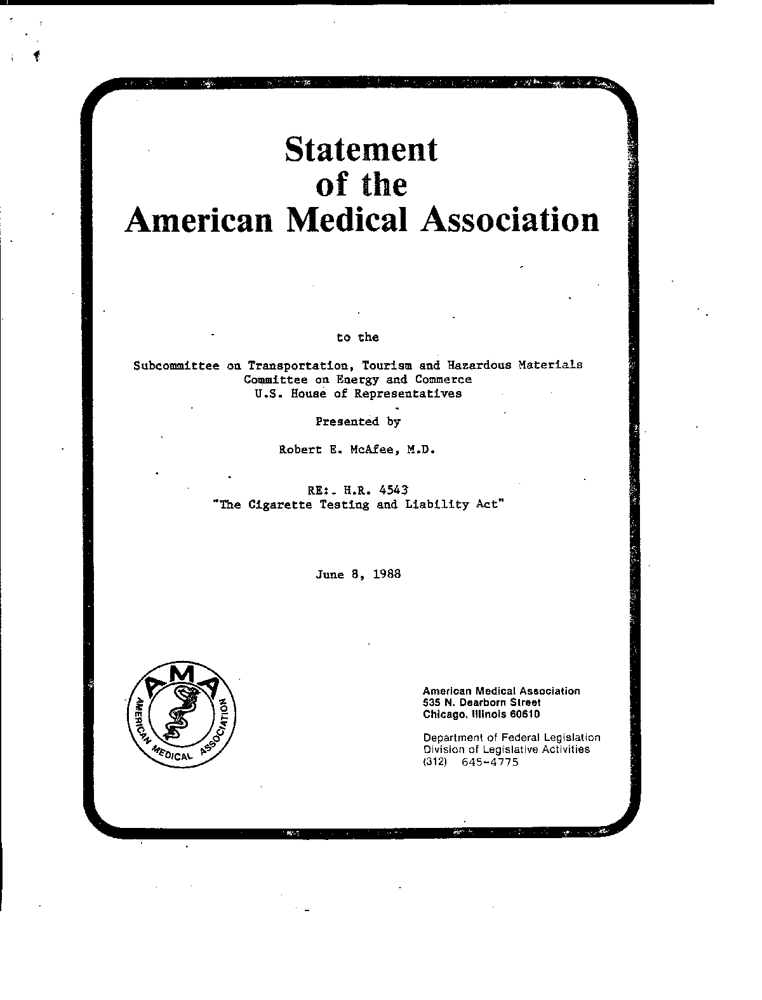 Statement
of the
American Medical Association
to the
Subcommittee on Transportation, Tourism and Hazardous Materials
Committee on Energy and Commerce
U.S. House of Representatives
Presented by
Robert E. McAfee, M.D.
RE: H.R. 4543
"The Cigarette Testing and Liability Act"
June 8, 1988
AMA
AMERICAN MEDICAL ASSOCIATION
American Medical Association
535 N. Dearborn Street
Chicago, Illinois 60610
Department of Federal Legislation
Division of Legislative Activities
(312) 645-4775